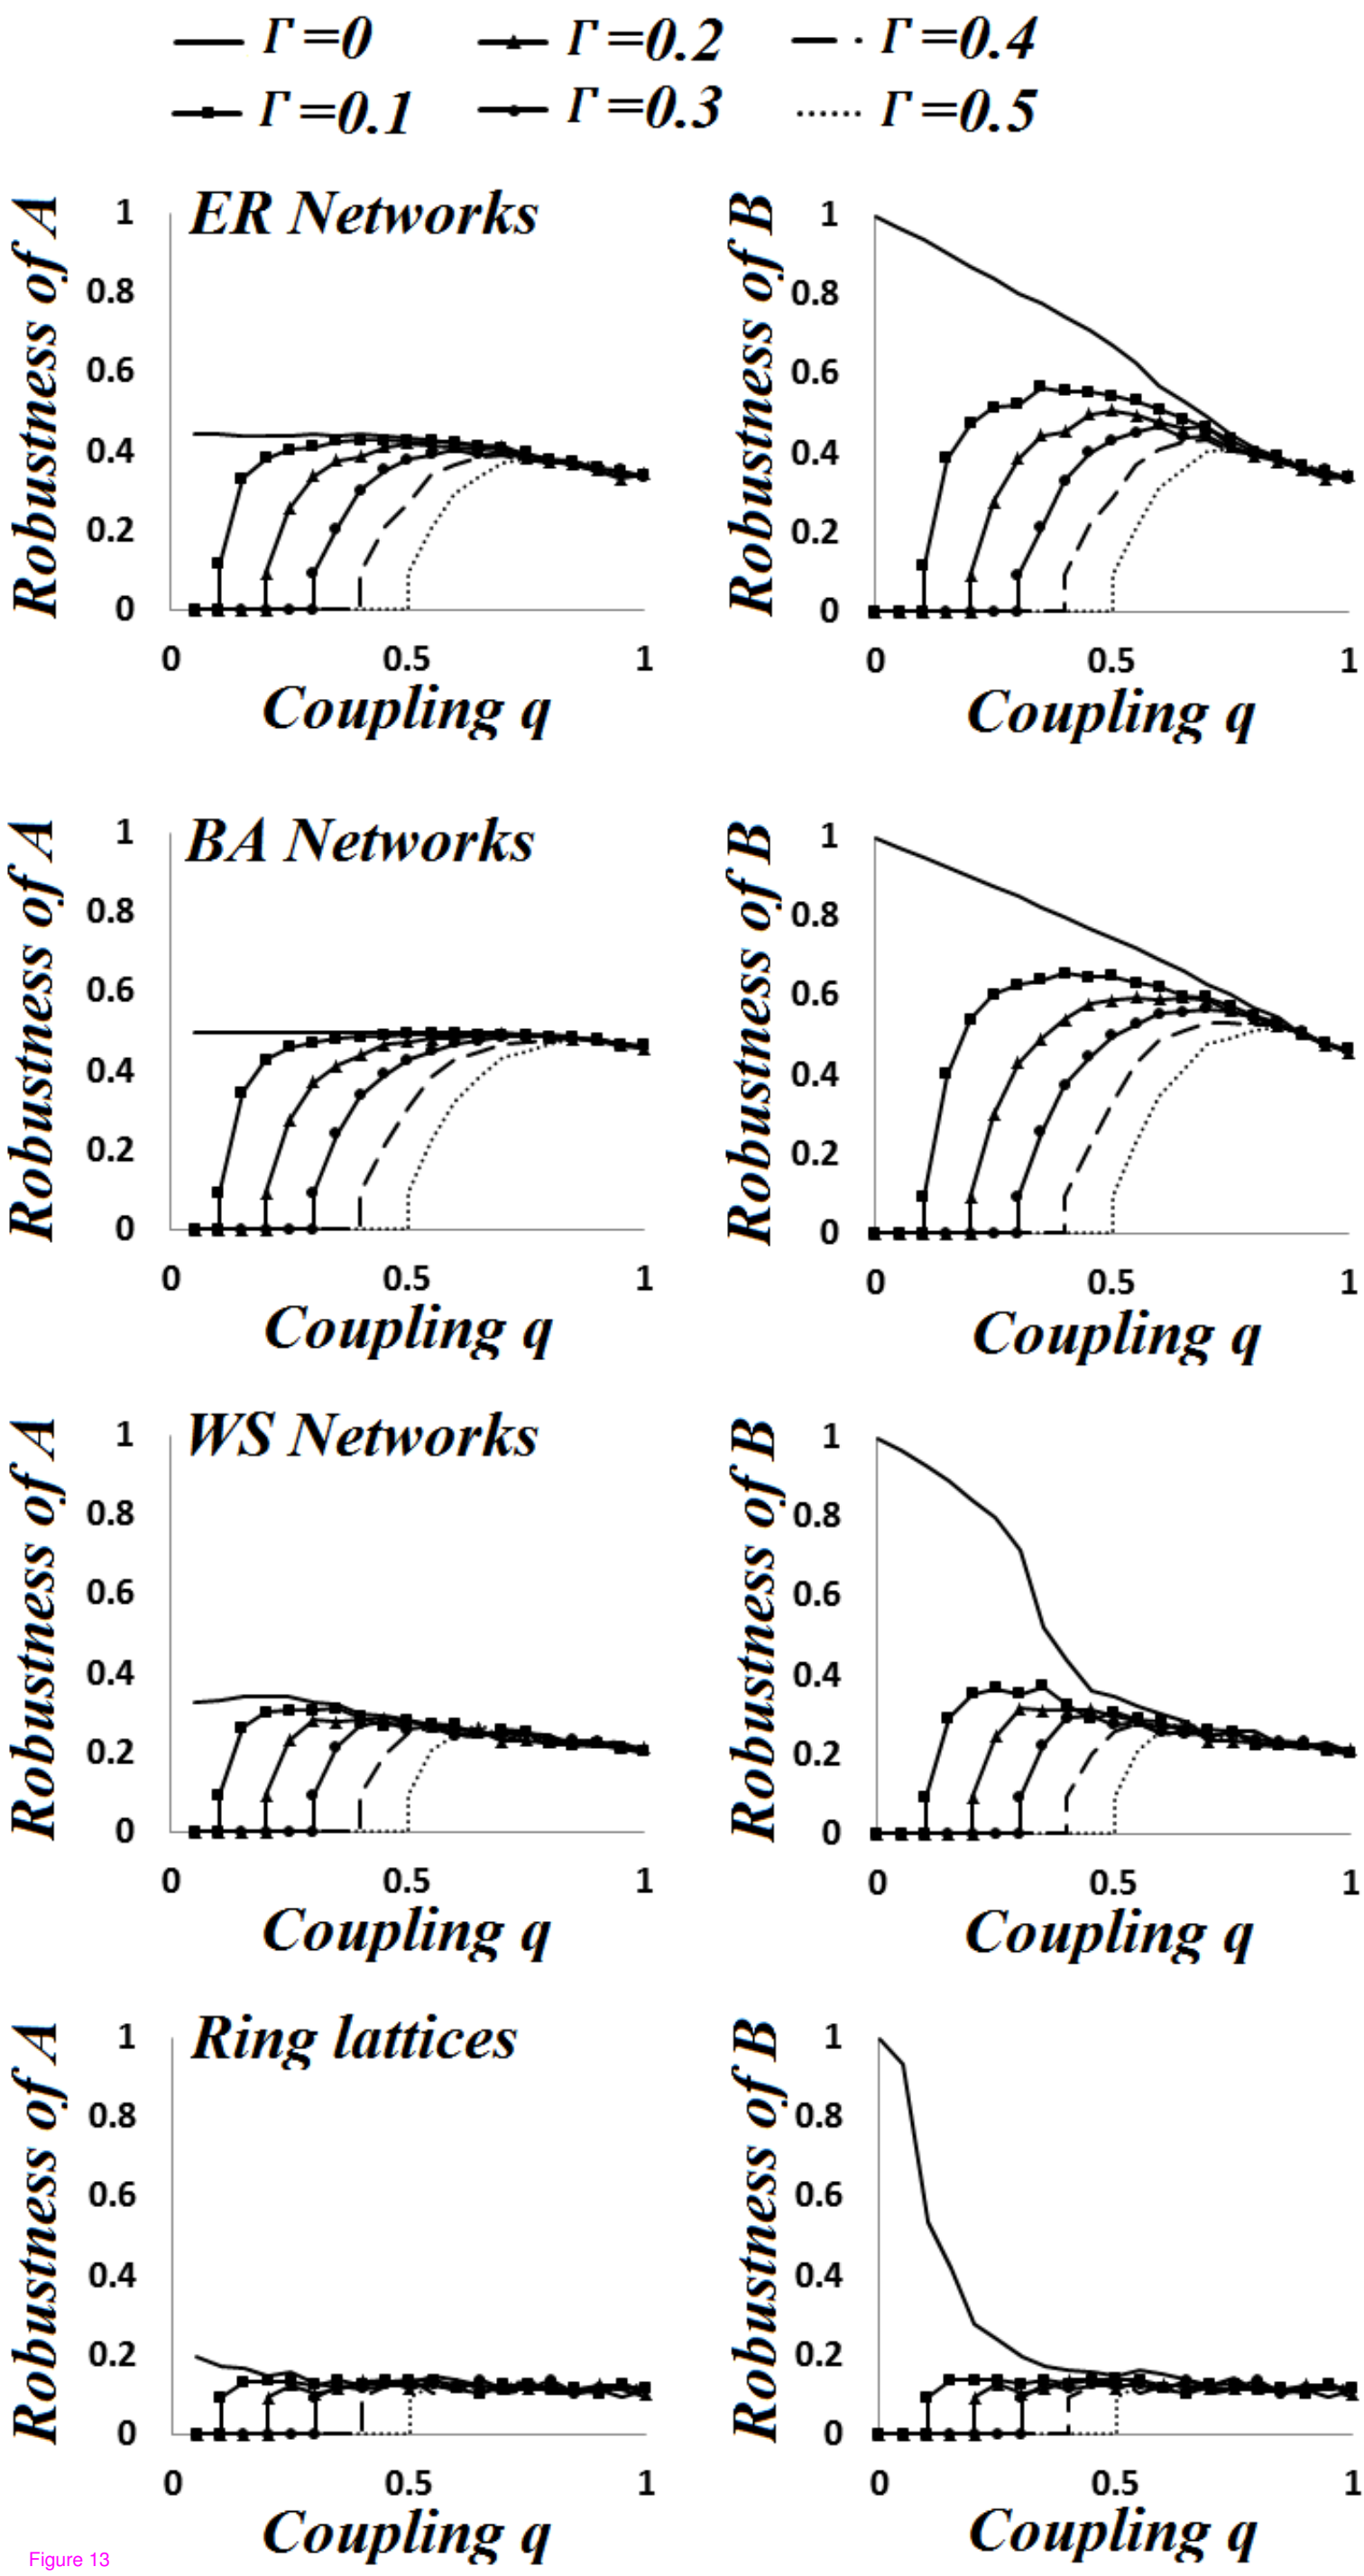 Γ =0 Γ =0.2 Γ =0.4
Γ =0.1 Γ =0.3 Γ =0.5
ER Networks
Robustness of A
1
0.8
0.6
0.4
0.2
0
0 0.5 1
Coupling q
Robustness of B
1
0.8
0.6
0.4
0.2
0
0 0.5 1
Coupling q
BA Networks
Robustness of A
1
0.8
0.6
0.4
0.2
0
0 0.5 1
Coupling q
Robustness of B
1
0.8
0.6
0.4
0.2
0
0 0.5 1
Coupling q
WS Networks
Robustness of A
1
0.8
0.6
0.4
0.2
0
0 0.5 1
Coupling q
Robustness of B
1
0.8
0.6
0.4
0.2
0
0 0.5 1
Coupling q
Ring lattices
Robustness of A
1
0.8
0.6
0.4
0.2
0
0 0.5 1
Coupling q
Robustness of B
1
0.8
0.6
0.4
0.2
0
0 0.5 1
Coupling q
Figure 13